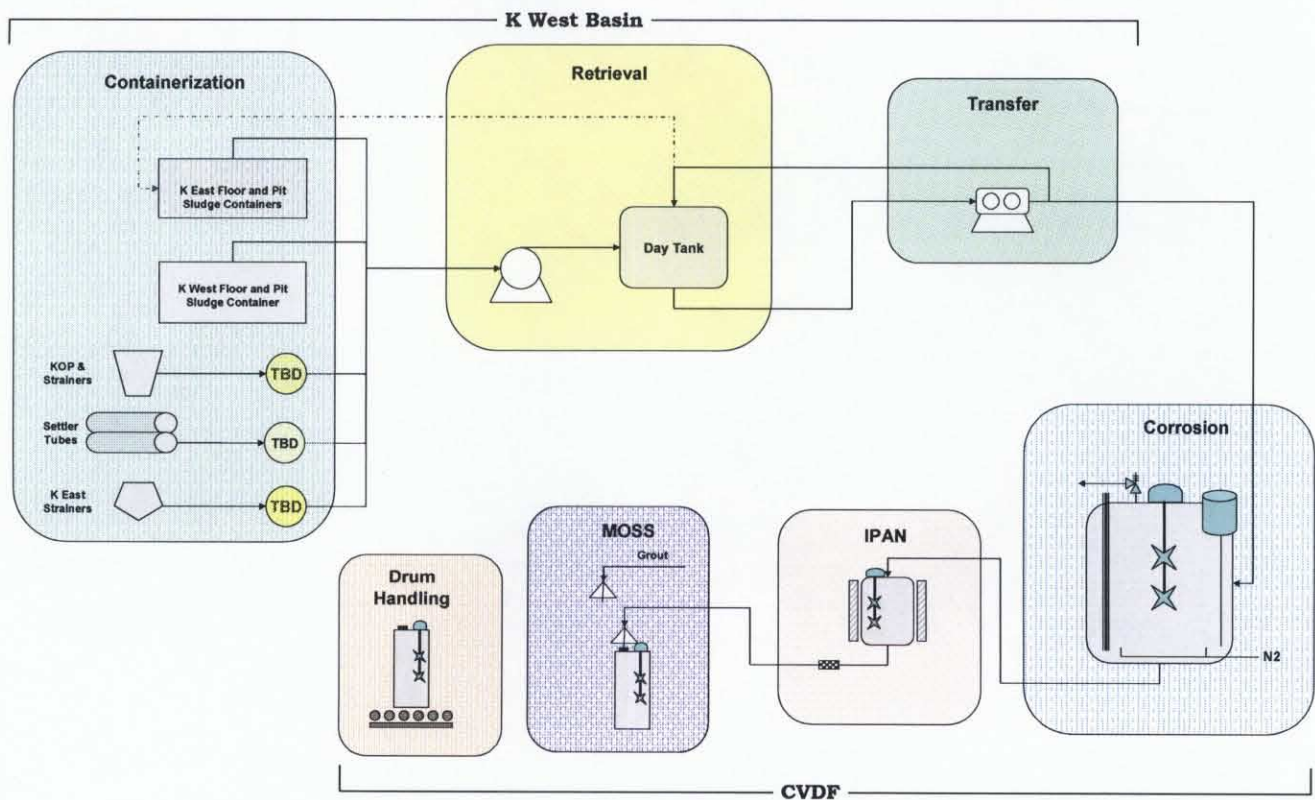 K West Basin
Containerization
K East Floor and Pit
Sludge Containers
K West Floor and Pit
Sludge Container
KOP &
Strainers
TBD
Settler
Tubes
TBD
K East
Strainers
TBD
Retrieval
Day Tank
Transfer
Corrosion
N2
IPAN
MOSS
Grout
Drum
Handling
CVDF